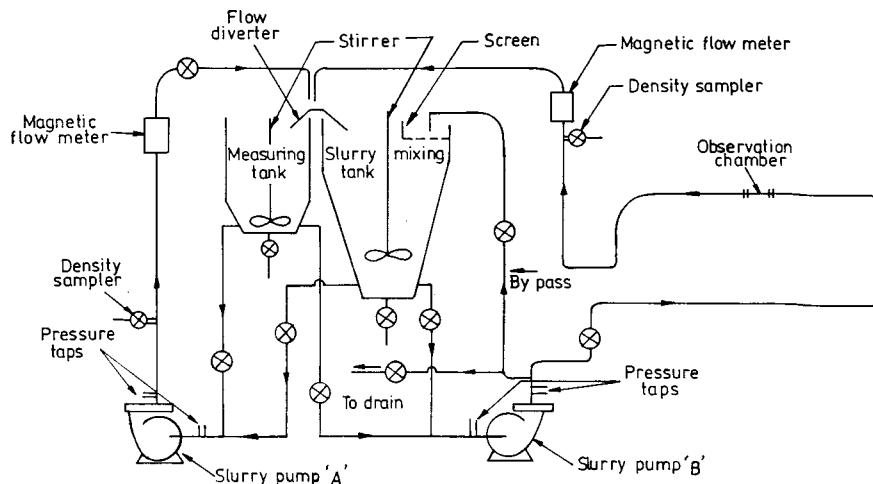 Flow
diverter
Stirrer
Screen
Magnetic flow meter
Density sampler
Magnetic
flow meter
Measuring
tank
Slurry
tank
mixing
Observation
chamber
Density
sampler
By pass
Pressure
taps
To drain
Pressure
taps
Slurry pump 'A'
Slurry pump 'B'